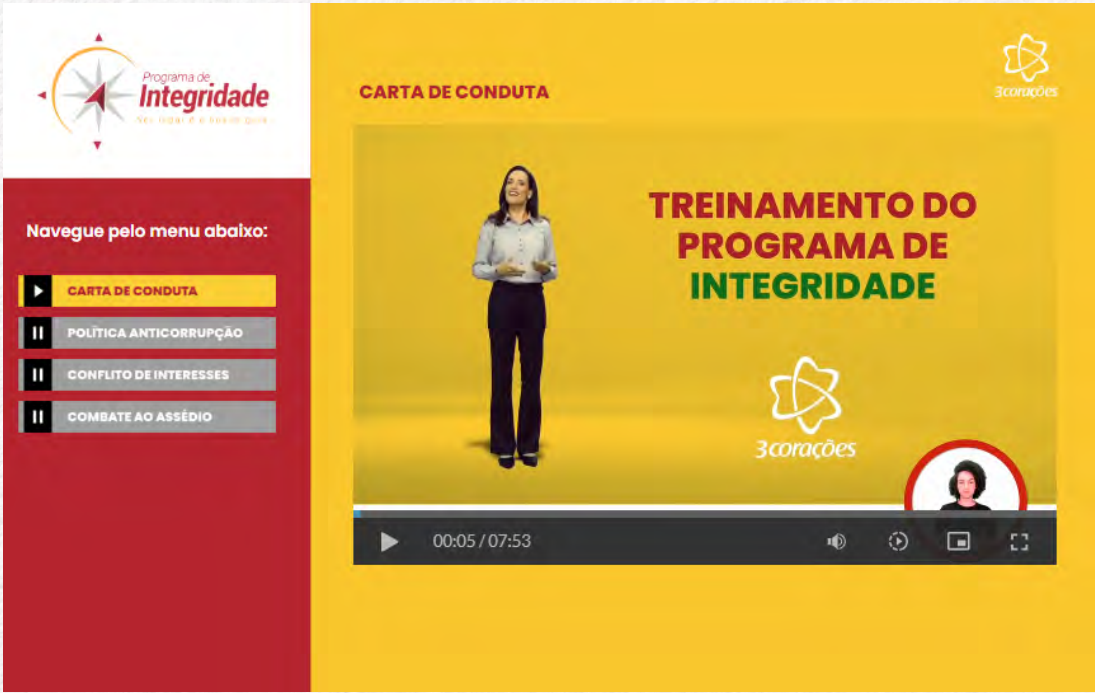 Programa de
Integridade
Navegue pelo menu abaixo:
CARTA DE CONDUTA
POLÍTICA ANTICORRUPÇÃO
CONFLITO DE INTERESSES
COMBATE AO ASSÉDIO
CARTA DE CONDUTA
3corações
TREINAMENTO DO
PROGRAMA DE
INTEGRIDADE
3corações
00:05 / 07:53